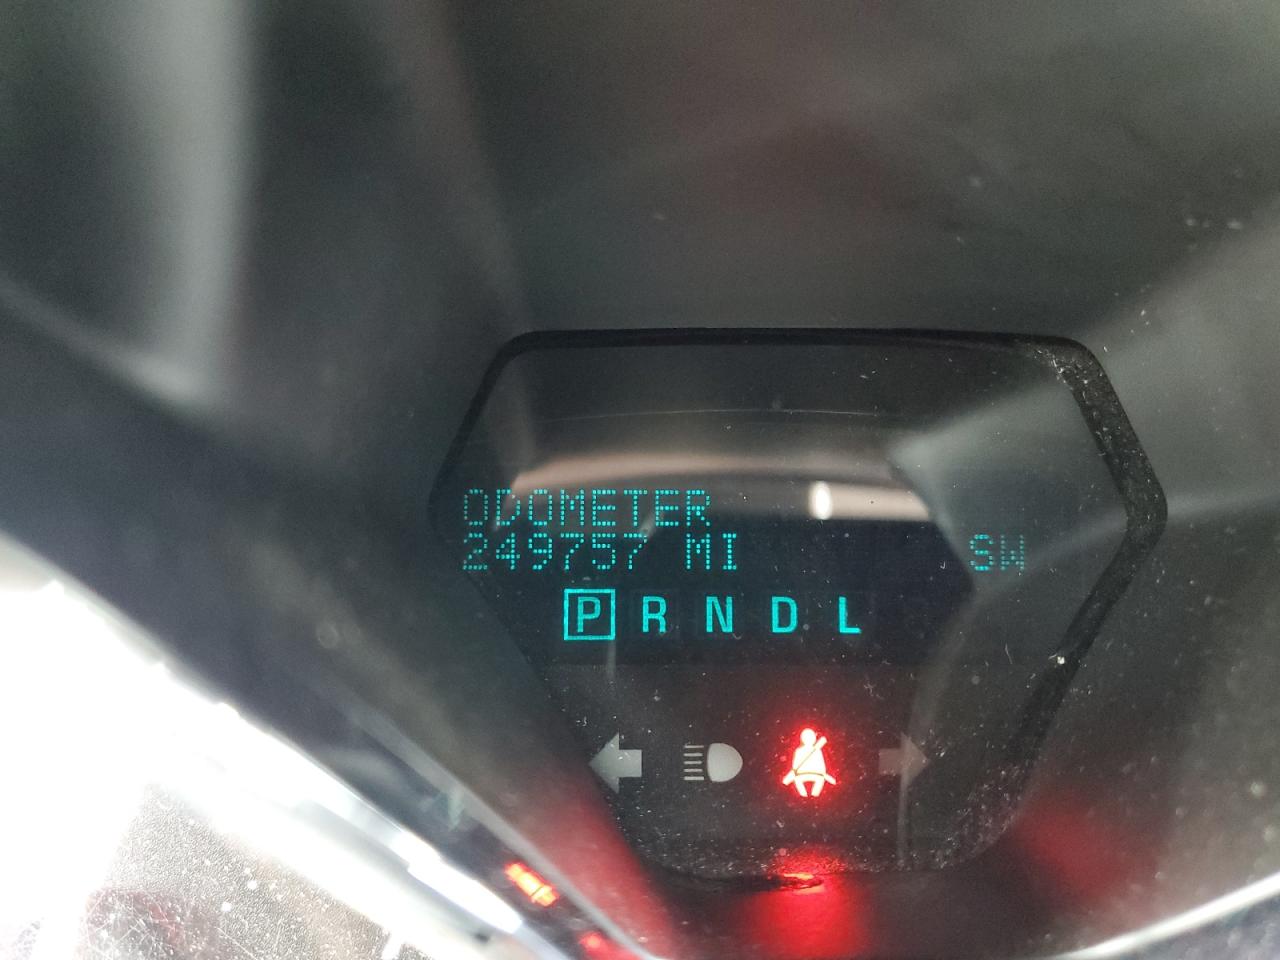 ODOMETER
249757 MI SW
P R N D L